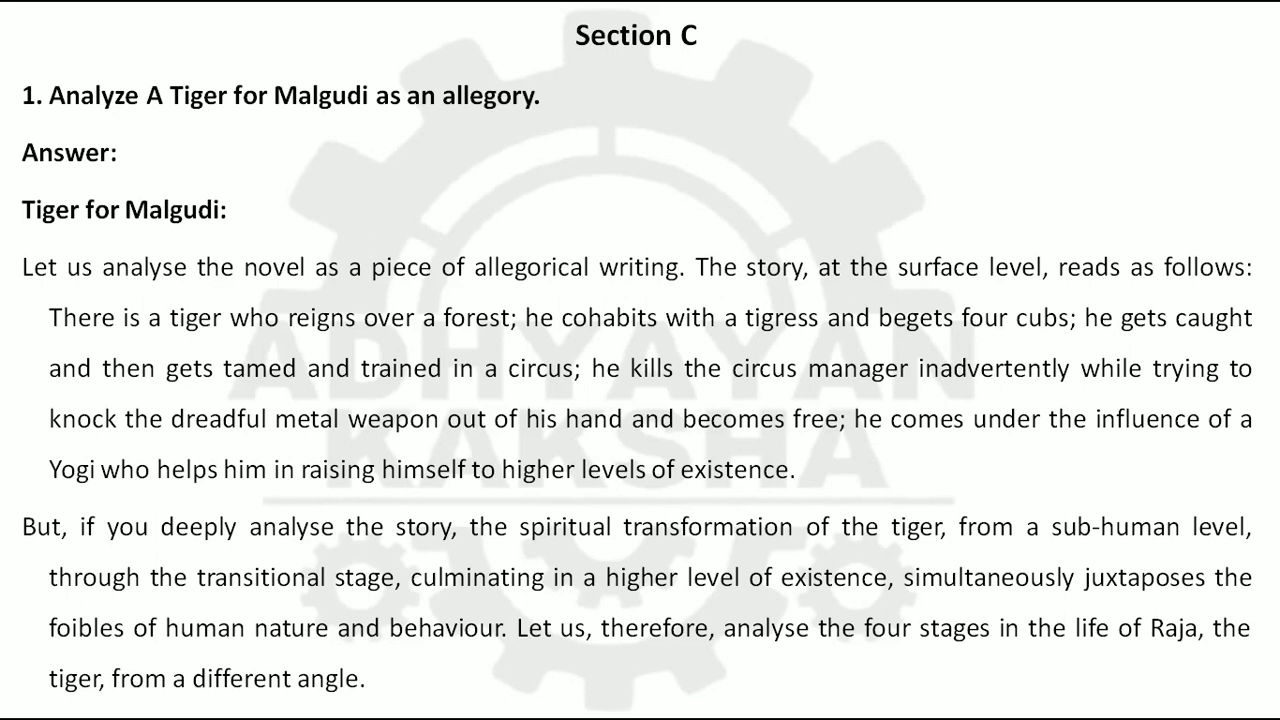 Section C
1. Analyze A Tiger for Malgudi as an allegory.
Answer:
Tiger for Malgudi:
Let us analyse the novel as a piece of allegorical writing. The story, at the surface level, reads as follows:
There is a tiger who reigns over a forest; he cohabits with a tigress and begets four cubs; he gets caught
and then gets tamed and trained in a circus; he kills the circus manager inadvertently while trying to
knock the dreadful metal weapon out of his hand and becomes free; he comes under the influence of a
Yogi who helps him in raising himself to higher levels of existence.
But, if you deeply analyse the story, the spiritual transformation of the tiger, from a sub-human level,
through the transitional stage, culminating in a higher level of existence, simultaneously juxtaposes the
foibles of human nature and behaviour. Let us, therefore, analyse the four stages in the life of Raja, the
tiger, from a different angle.
ADHYAYAN
KAKSHA